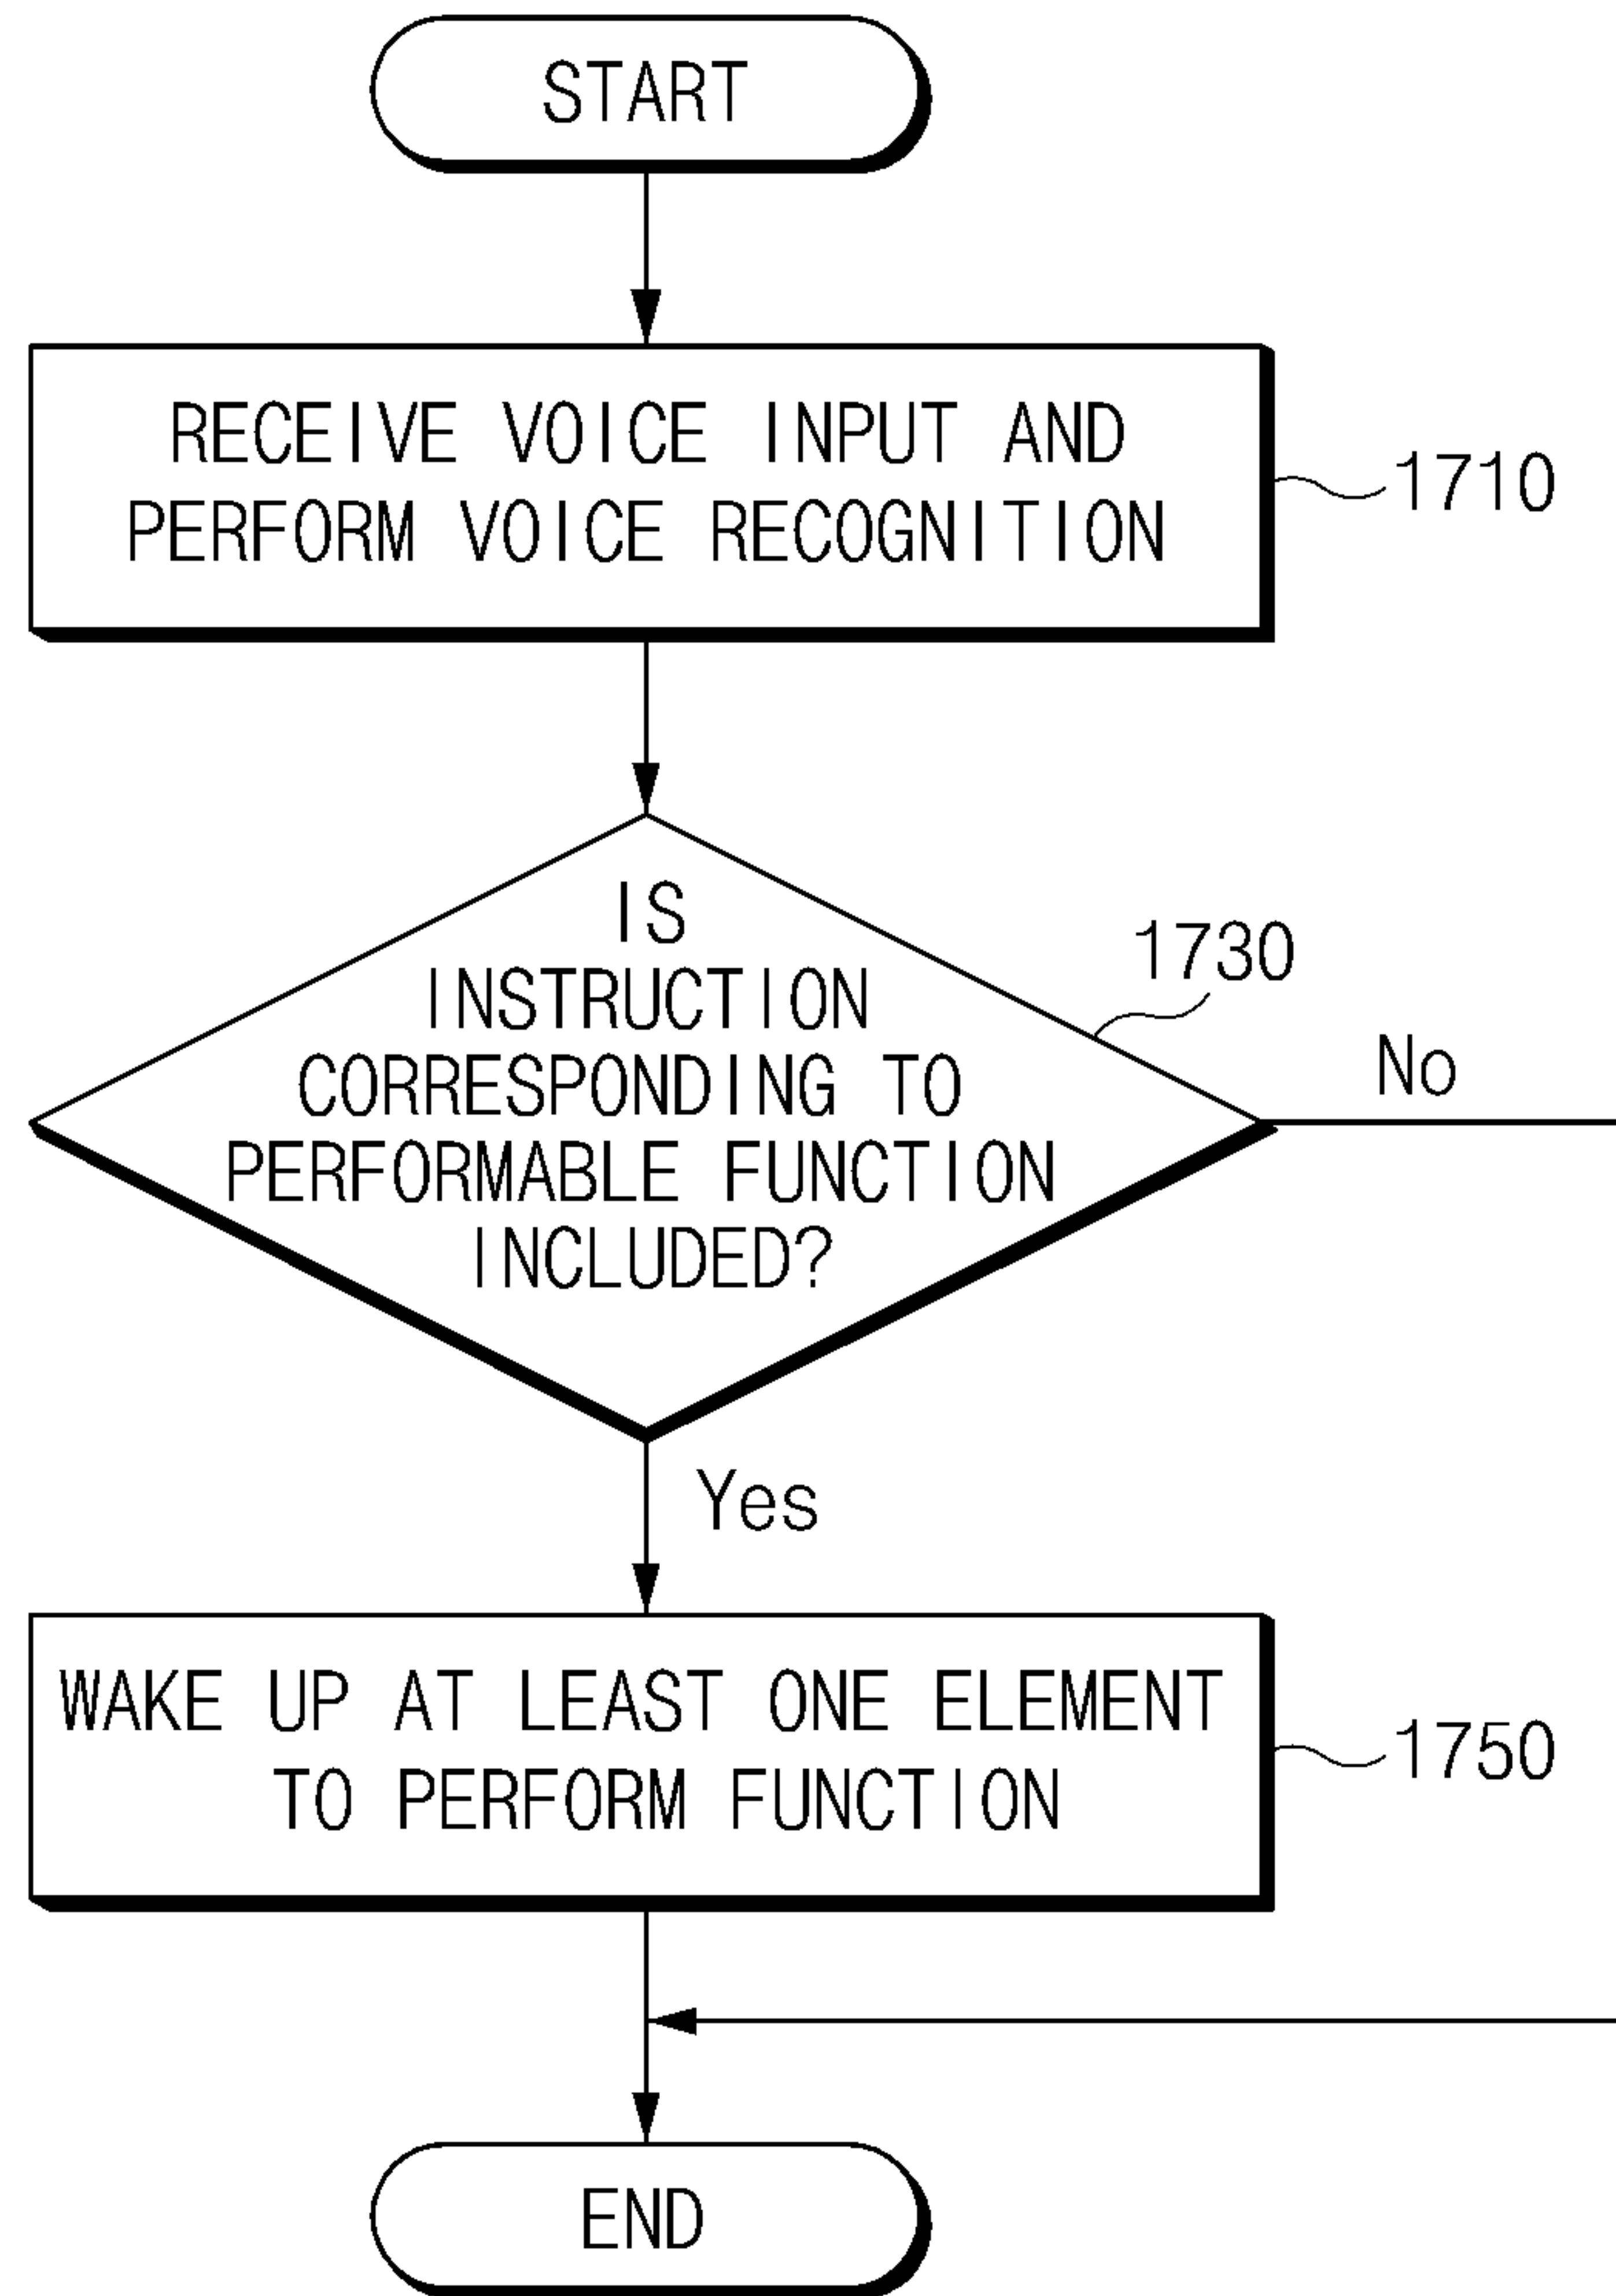 START
RECEIVE VOICE INPUT AND
PERFORM VOICE RECOGNITION
1710
IS
INSTRUCTION
CORRESPONDING TO
PERFORMABLE FUNCTION
INCLUDED?
1730
No
Yes
WAKE UP AT LEAST ONE ELEMENT
TO PERFORM FUNCTION
1750
END